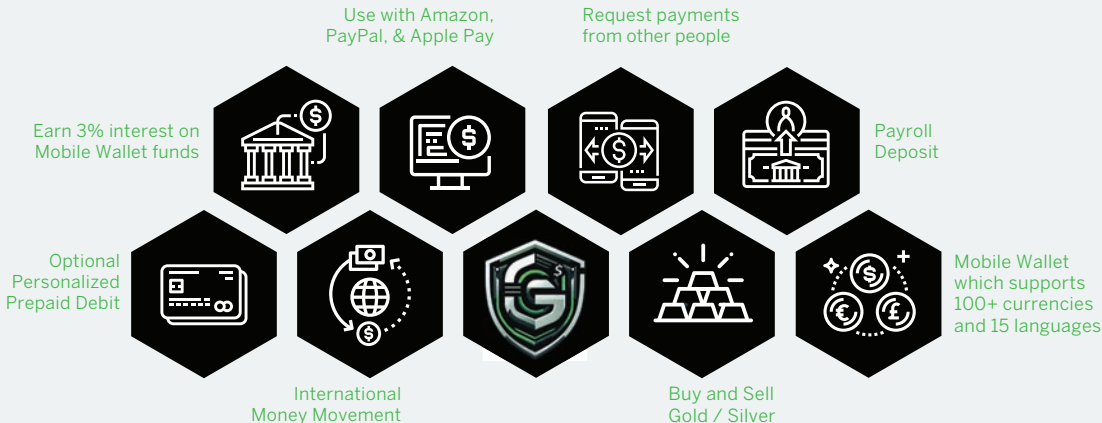 Use with Amazon,
PayPal, & Apple Pay
Request payments
from other people
Earn 3% interest on
Mobile Wallet funds
Payroll
Deposit
Optional
Personalized
Prepaid Debit
Mobile Wallet
which supports
100+ currencies
and 15 languages
International
Money Movement
Buy and Sell
Gold / Silver